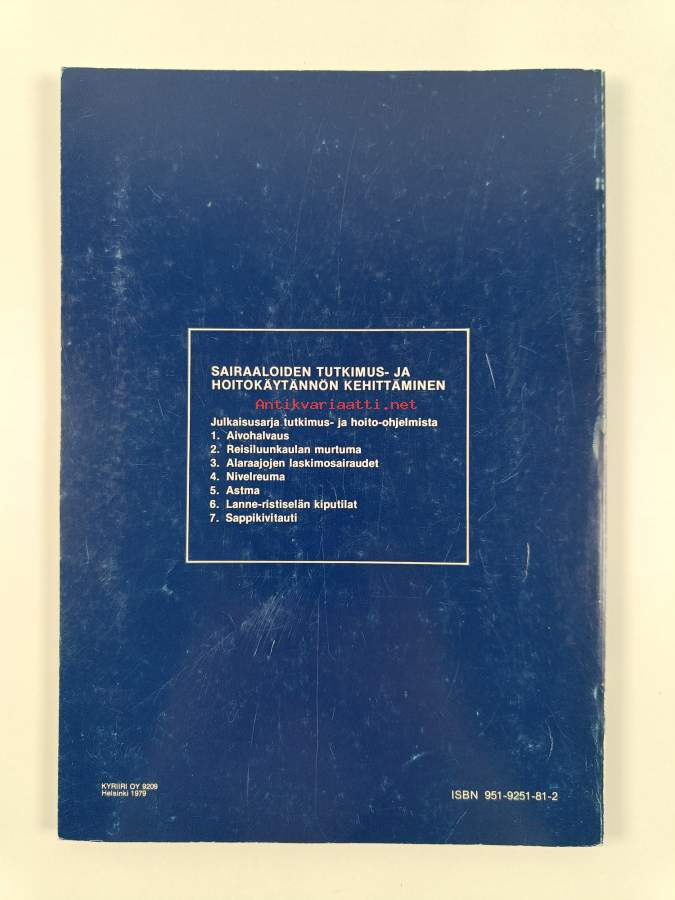 SAIRAALOIDEN TUTKIMUS- JA
HOITOKÄYTÄNNÖN KEHITTÄMINEN
Antikvariaatti.net
Julkaisusarja tutkimus- ja hoito-ohjelmista
1. Aivohalvaus
2. Reisiluunkaulan murtuma
3. Alaraajojen laskimosairaudet
4. Nivelreuma
5. Astma
6. Lanne-ristiselän kiputilat
7. Sappikivitauti
KYRIIRI OY 9209
Helsinki 1979
ISBN 951-9251-81-2